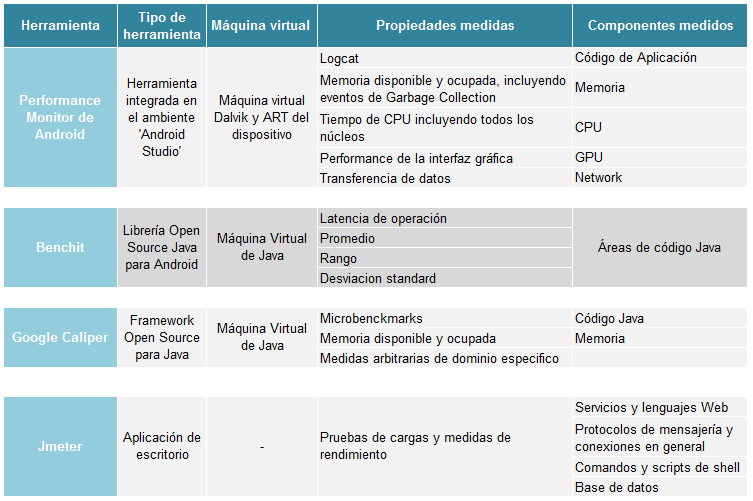 Herramienta
Tipo de
herramienta
Máquina virtual
Propiedades medidas
Componentes medidos
Performance
Monitor de
Android
Herramienta
integrada en
el ambiente
'Android
Studio'
Máquina virtual
Dalvik y ART del
dispositivo
Logcat
Código de Aplicación
Memoria disponible y ocupada, incluyendo
eventos de Garbage Collection
Memoria
Tiempo de CPU incluyendo todos los
núcleos
CPU
Performance de la interfaz gráfica
GPU
Transferencia de datos
Network
Benchit
Librería Open
Source Java
para Android
Máquina Virtual
de Java
Latencia de operación
Promedio
Rango
Desviacion standard
Áreas de código Java
Google Caliper
Framework
Open Source
para Java
Máquina Virtual
de Java
Microbenckmarks
Código Java
Memoria disponible y ocupada
Memoria
Medidas arbitrarias de dominio especifico
Jmeter
Aplicación de
escritorio
-
Pruebas de cargas y medidas de
rendimiento
Servicios y lenguajes Web
Protocolos de mensajería y
conexiones en general
Comandos y scripts de shell
Base de datos